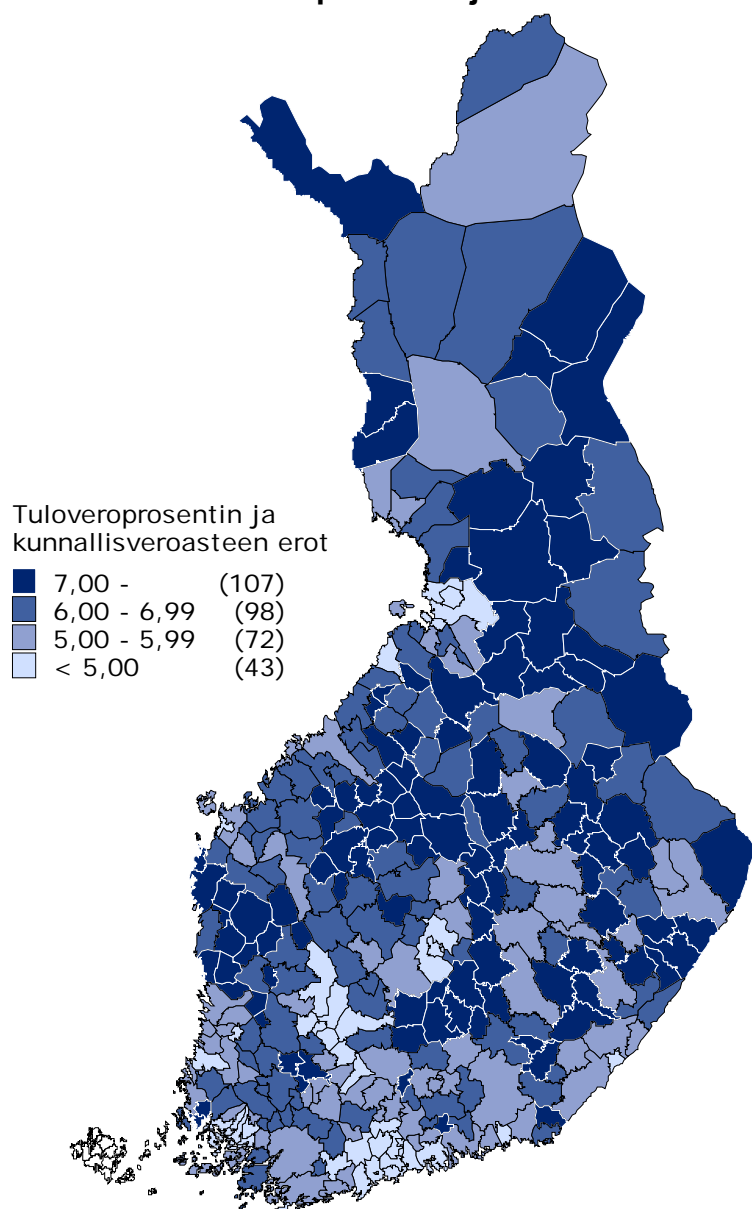 Tuloveroprosentin ja
kunnallisveroasteen erot
7,00 - (107)
6,00 - 6,99 (98)
5,00 - 5,99 (72)
< 5,00 (43)